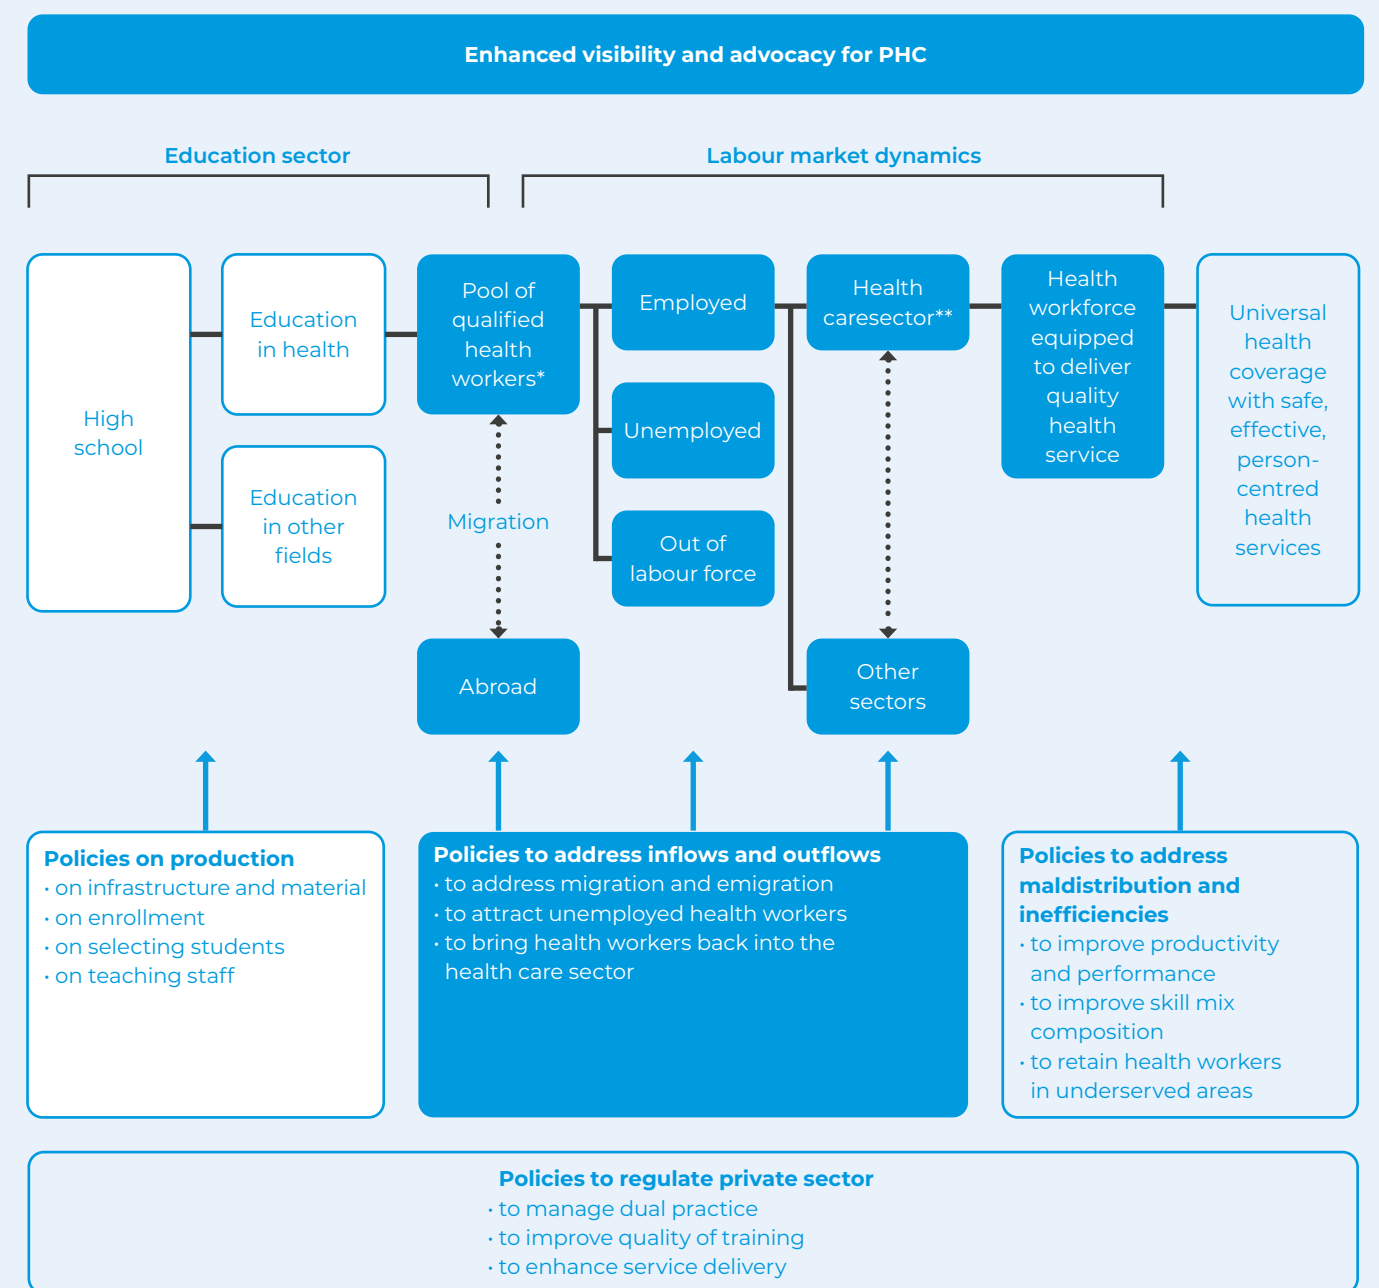 Enhanced visibility and advocacy for PHC
Education sector
Labour market dynamics
High
school
Education
in health
Education
in other
fields
Pool of
qualified
health
workers*
Migration
Abroad
Employed
Unemployed
Out of
labour force
Health
caresector**
Other
sectors
Health
workforce
equipped
to deliver
quality
health
service
Universal
health
coverage
with safe,
effective,
person-
centred
health
services
Policies on production
· on infrastructure and material
· on enrollment
· on selecting students
· on teaching staff
Policies to address inflows and outflows
· to address migration and emigration
· to attract unemployed health workers
· to bring health workers back into the
health care sector
Policies to address
maldistribution and
inefficiencies
· to improve productivity
and performance
· to improve skill mix
composition
· to retain health workers
in underserved areas
Policies to regulate private sector
· to manage dual practice
· to improve quality of training
· to enhance service delivery